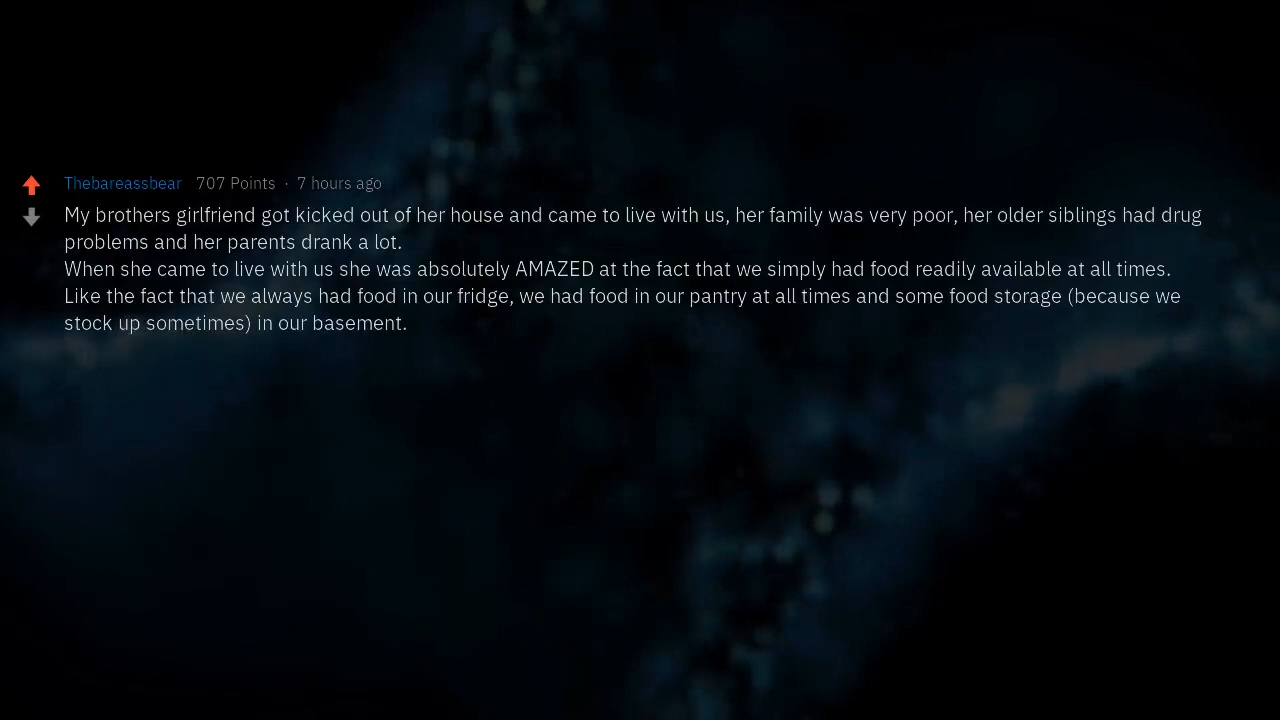 Thebareassbear 707 Points · 7 hours ago
My brothers girlfriend got kicked out of her house and came to live with us, her family was very poor, her older siblings had drug
problems and her parents drank a lot.
When she came to live with us she was absolutely AMAZED at the fact that we simply had food readily available at all times.
Like the fact that we always had food in our fridge, we had food in our pantry at all times and some food storage (because we
stock up sometimes) in our basement.